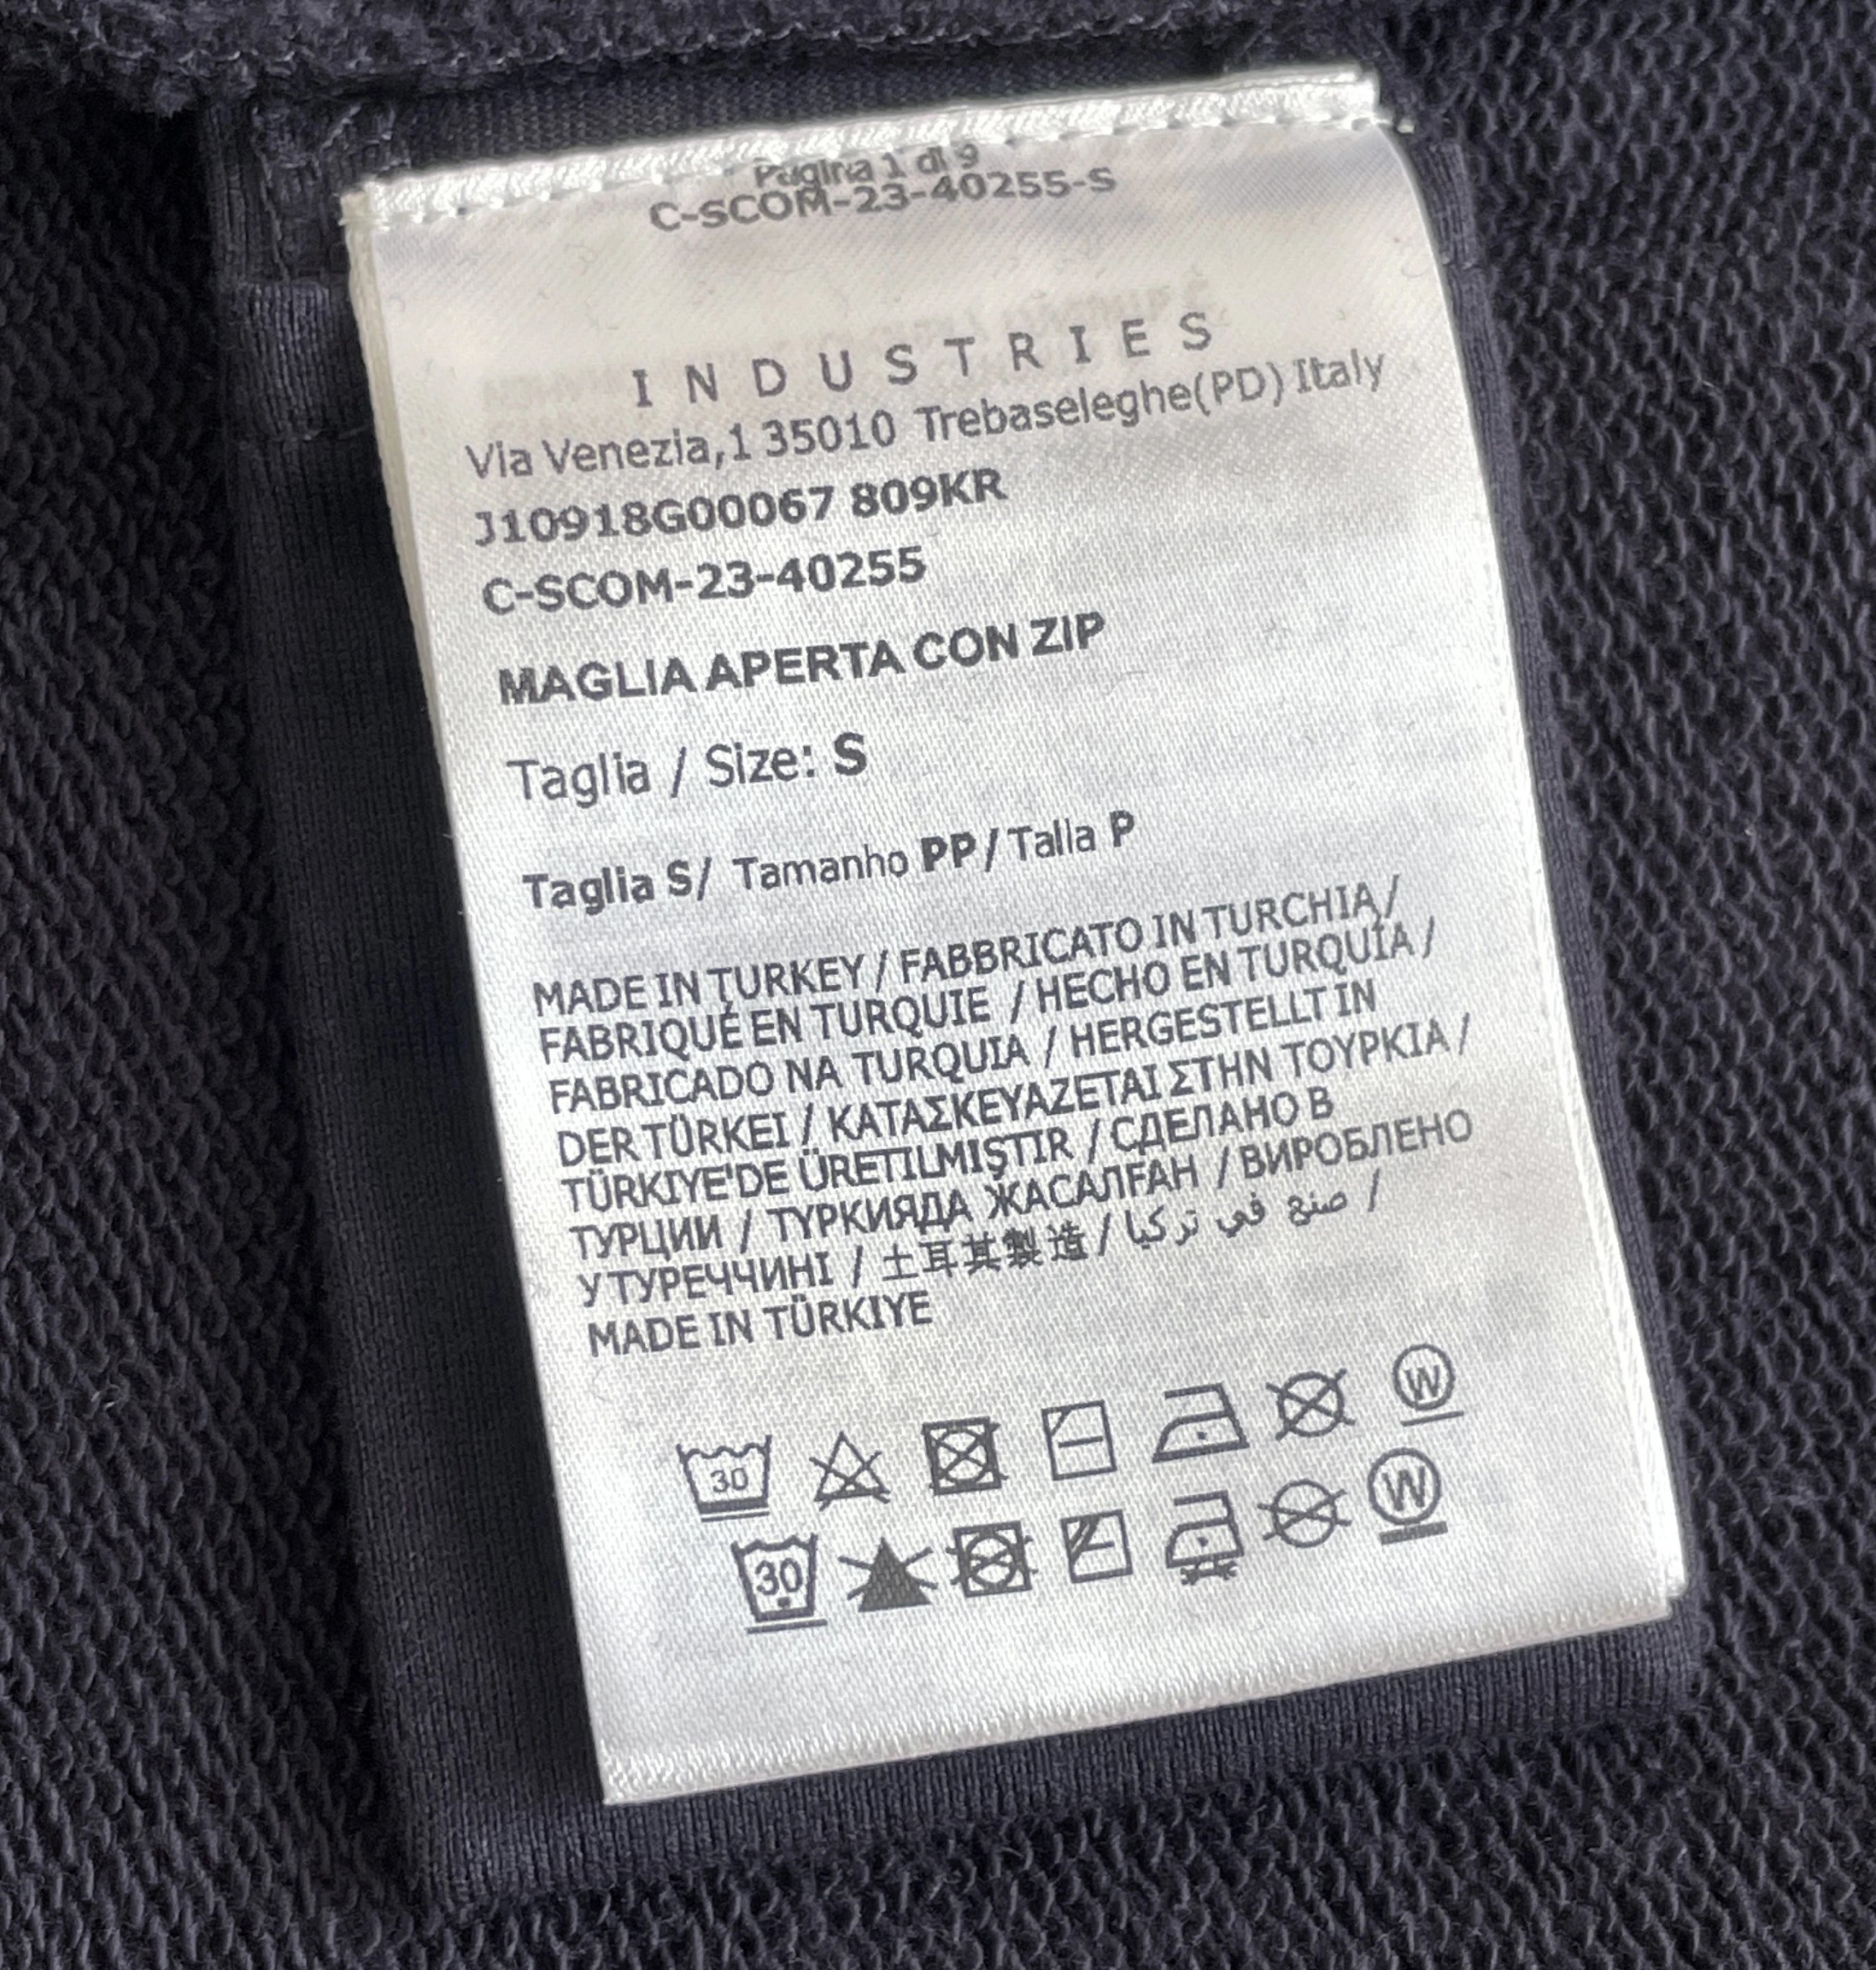 Pagina 1 di 9
C-SCOM-23-40255-S
INDUSTRIES
Via Venezia,1 35010 Trebaseleghe(PD) Italy
J10918G00067 809KR
C-SCOM-23-40255
MAGLIA APERTA CON ZIP
Taglia / Size: S
Taglia S/ Tamanho PP/Talla P
MADE IN TURKEY / FABBRICATO IN TURCHIA /
FABRIQUÉ EN TURQUIE / HECHO EN TURQUÍA /
FABRICADO NA TURQUIA / HERGESTELLT IN
DER TÜRKEI / ΚΑΤΑΣΚΕΥΑΖΕΤΑΙ ΣΤΗΝ ΤΟΥΡΚΙΑ /
TÜRKIYE'DE ÜRETILMIŞTIR / СДЕЛАНО В
ТУРЦИИ / ТУРКИЯДА ЖАСАЛҒАН / ВИРОБЛЕНО
У ТУРЕЧЧИНІ / 土耳其製造 / صنع في تركيا /
MADE IN TÜRKIYE
30 W
30 W